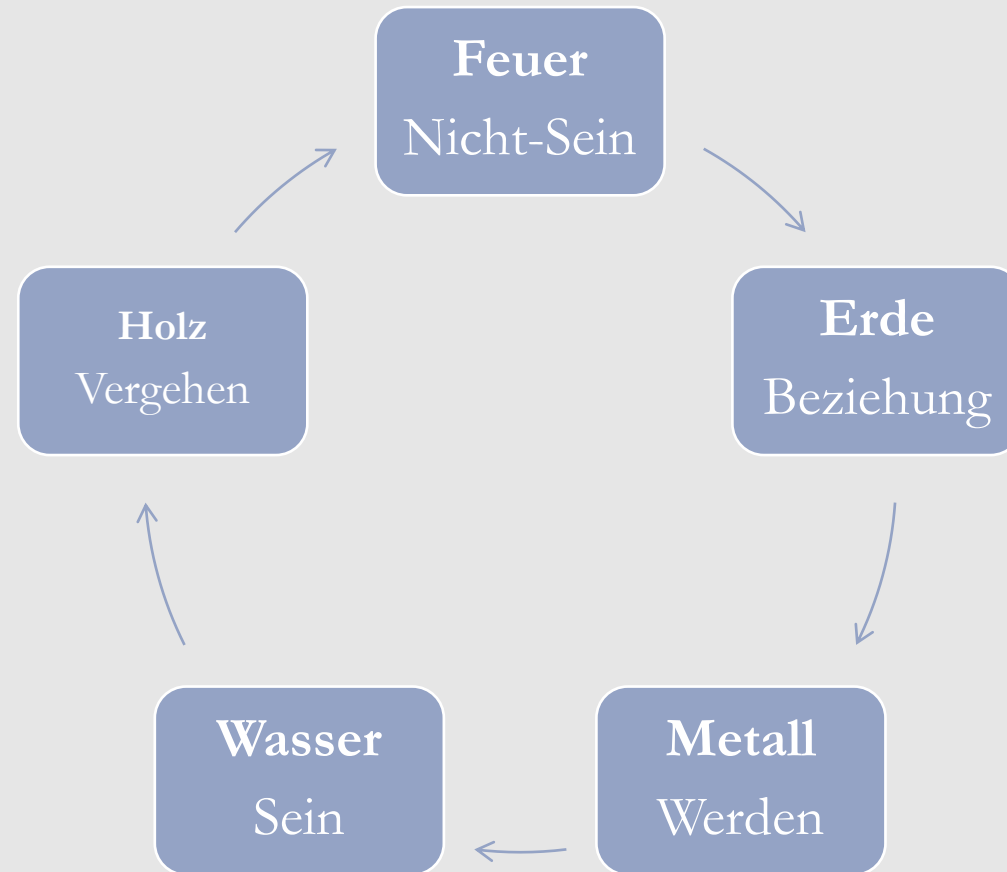 Feuer
Nicht-Sein
Erde
Beziehung
Metall
Werden
Wasser
Sein
Holz
Vergehen